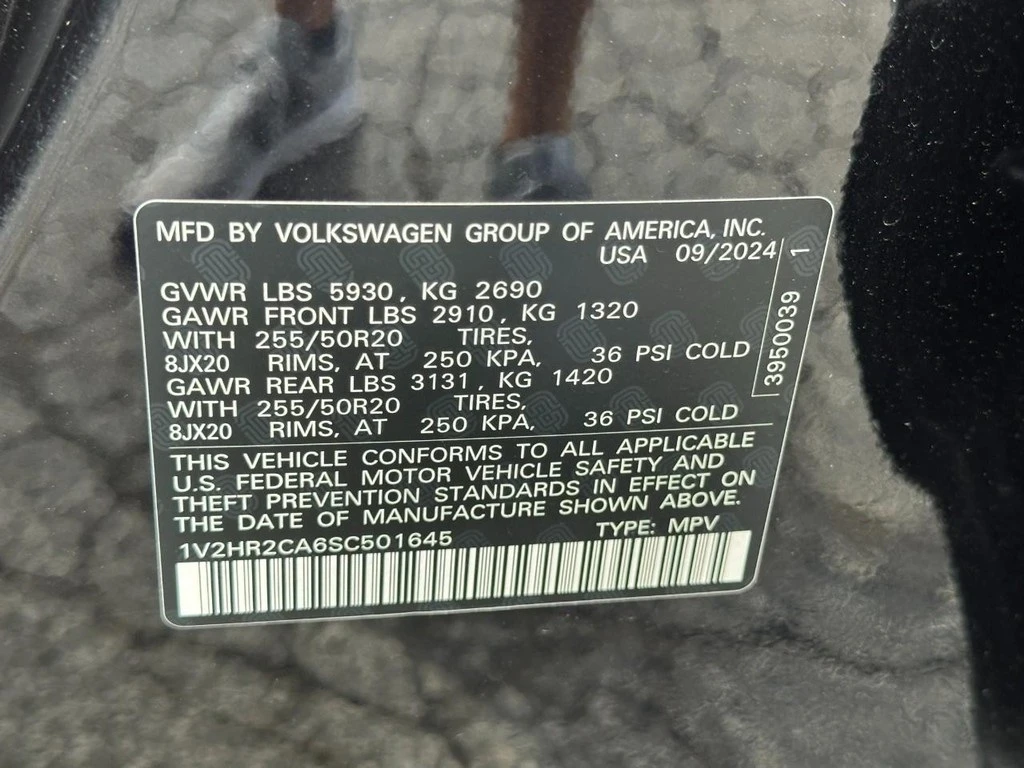 MFD BY VOLKSWAGEN GROUP OF AMERICA, INC.
USA 09/2024
GVWR LBS 5930, KG 2690
GAWR FRONT LBS 2910, KG 1320
WITH 255/50R20 TIRES,
8JX20 RIMS, AT 250 KPA, 36 PSI COLD
GAWR REAR LBS 3131, KG 1420
WITH 255/50R20 TIRES,
8JX20 RIMS, AT 250 KPA, 36 PSI COLD
3950039 1
THIS VEHICLE CONFORMS TO ALL APPLICABLE
U.S. FEDERAL MOTOR VEHICLE SAFETY AND
THEFT PREVENTION STANDARDS IN EFFECT ON
THE DATE OF MANUFACTURE SHOWN ABOVE.
1V2HR2CA6SC501645 TYPE: MPV